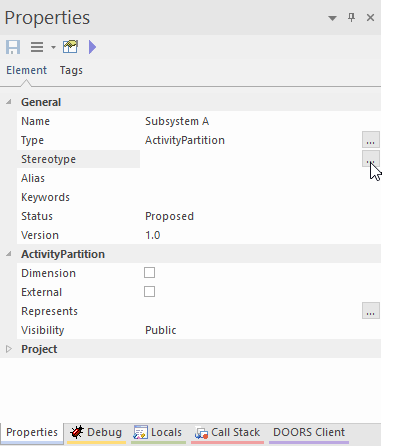 Properties
Element Tags
General
Name Subsystem A
Type ActivityPartition ...
Stereotype ...
Alias
Keywords
Status Proposed
Version 1.0
ActivityPartition
Dimension
External
Represents ...
Visibility Public
Project
Properties Debug Locals Call Stack DOORS Client